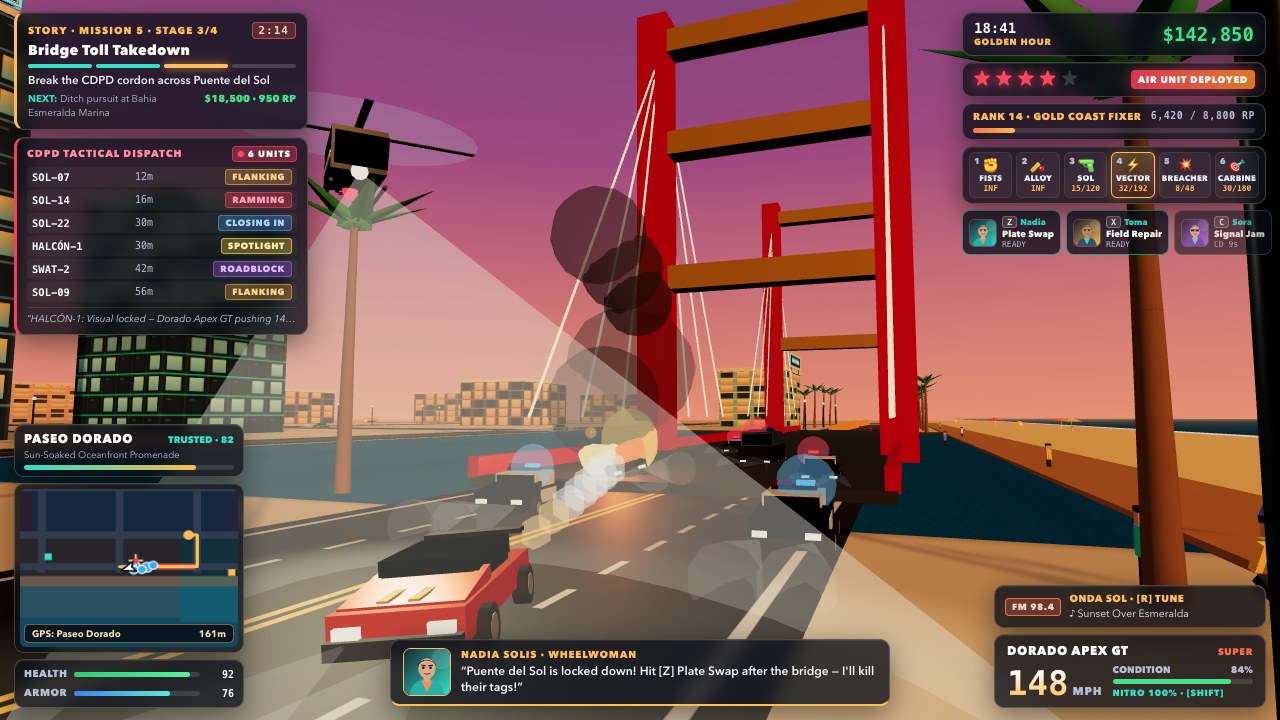 STORY · MISSION 5 · STAGE 3/4
2:14
Bridge Toll Takedown
Break the CDPD cordon across Puente del Sol
NEXT: Ditch pursuit at Bahia Esmeralda Marina
$18,500 · 950 RP
CDPD TACTICAL DISPATCH
6 UNITS
SOL-07 12m FLANKING
SOL-14 16m RAMMING
SOL-22 30m CLOSING IN
HALCÓN-1 30m SPOTLIGHT
SWAT-2 42m ROADBLOCK
SOL-09 56m FLANKING
"HALCÓN-1: Visual locked — Dorado Apex GT pushing 14…
PASEO DORADO
TRUSTED · 82
Sun-Soaked Oceanfront Promenade
GPS: Paseo Dorado 161m
HEALTH 92
ARMOR 76
NADIA SOLIS · WHEELWOMAN
“Puente del Sol is locked down! Hit [Z] Plate Swap after the bridge — I'll kill
their tags!”
18:41
GOLDEN HOUR
$142,850
AIR UNIT DEPLOYED
RANK 14 · GOLD COAST FIXER
6,420 / 8,800 RP
1 FISTS INF
2 ALLOY INF
3 SOL 15/120
4 VECTOR 32/192
5 BREACHER 8/48
6 CARBINE 30/180
Z Nadia
Plate Swap
READY
X Toma
Field Repair
READY
C Sora
Signal Jam
CD 9s
FM 98.4
ONDA SOL · [R] TUNE
♪ Sunset Over Esmeralda
DORADO APEX GT
SUPER
148 MPH
CONDITION 84%
NITRO 100% · [SHIFT]